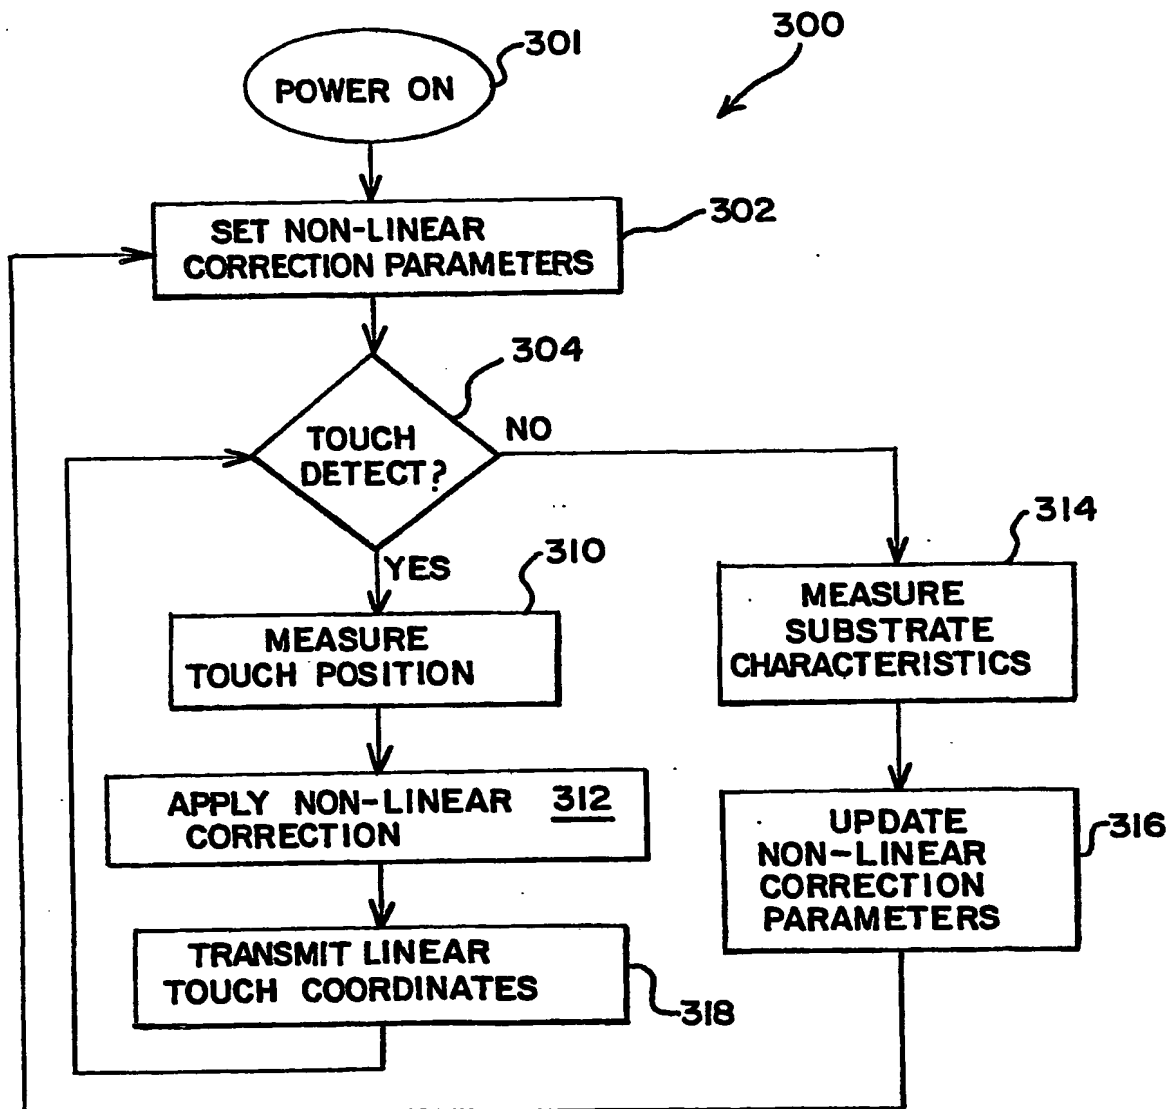 300
301
POWER ON
302
SET NON-LINEAR
CORRECTION PARAMETERS
304
TOUCH
DETECT?
NO
YES
310
MEASURE
TOUCH POSITION
314
MEASURE
SUBSTRATE
CHARACTERISTICS
APPLY NON-LINEAR 312
CORRECTION
316
UPDATE
NON-LINEAR
CORRECTION
PARAMETERS
TRANSMIT LINEAR
TOUCH COORDINATES
318